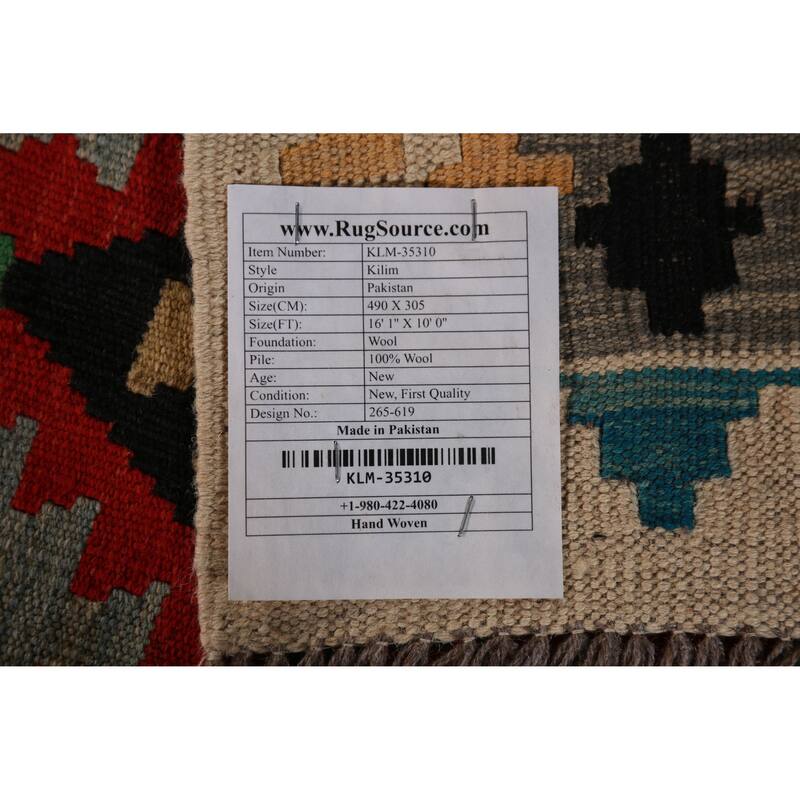 www.RugSource.com
Item Number: KLM-35310
Style Kilim
Origin Pakistan
Size(CM): 490 X 305
Size(FT): 16' 1" X 10' 0"
Foundation: Wool
Pile: 100% Wool
Age: New
Condition: New, First Quality
Design No.: 265-619
Made in Pakistan
KLM-35310
+1-980-422-4080
Hand Woven